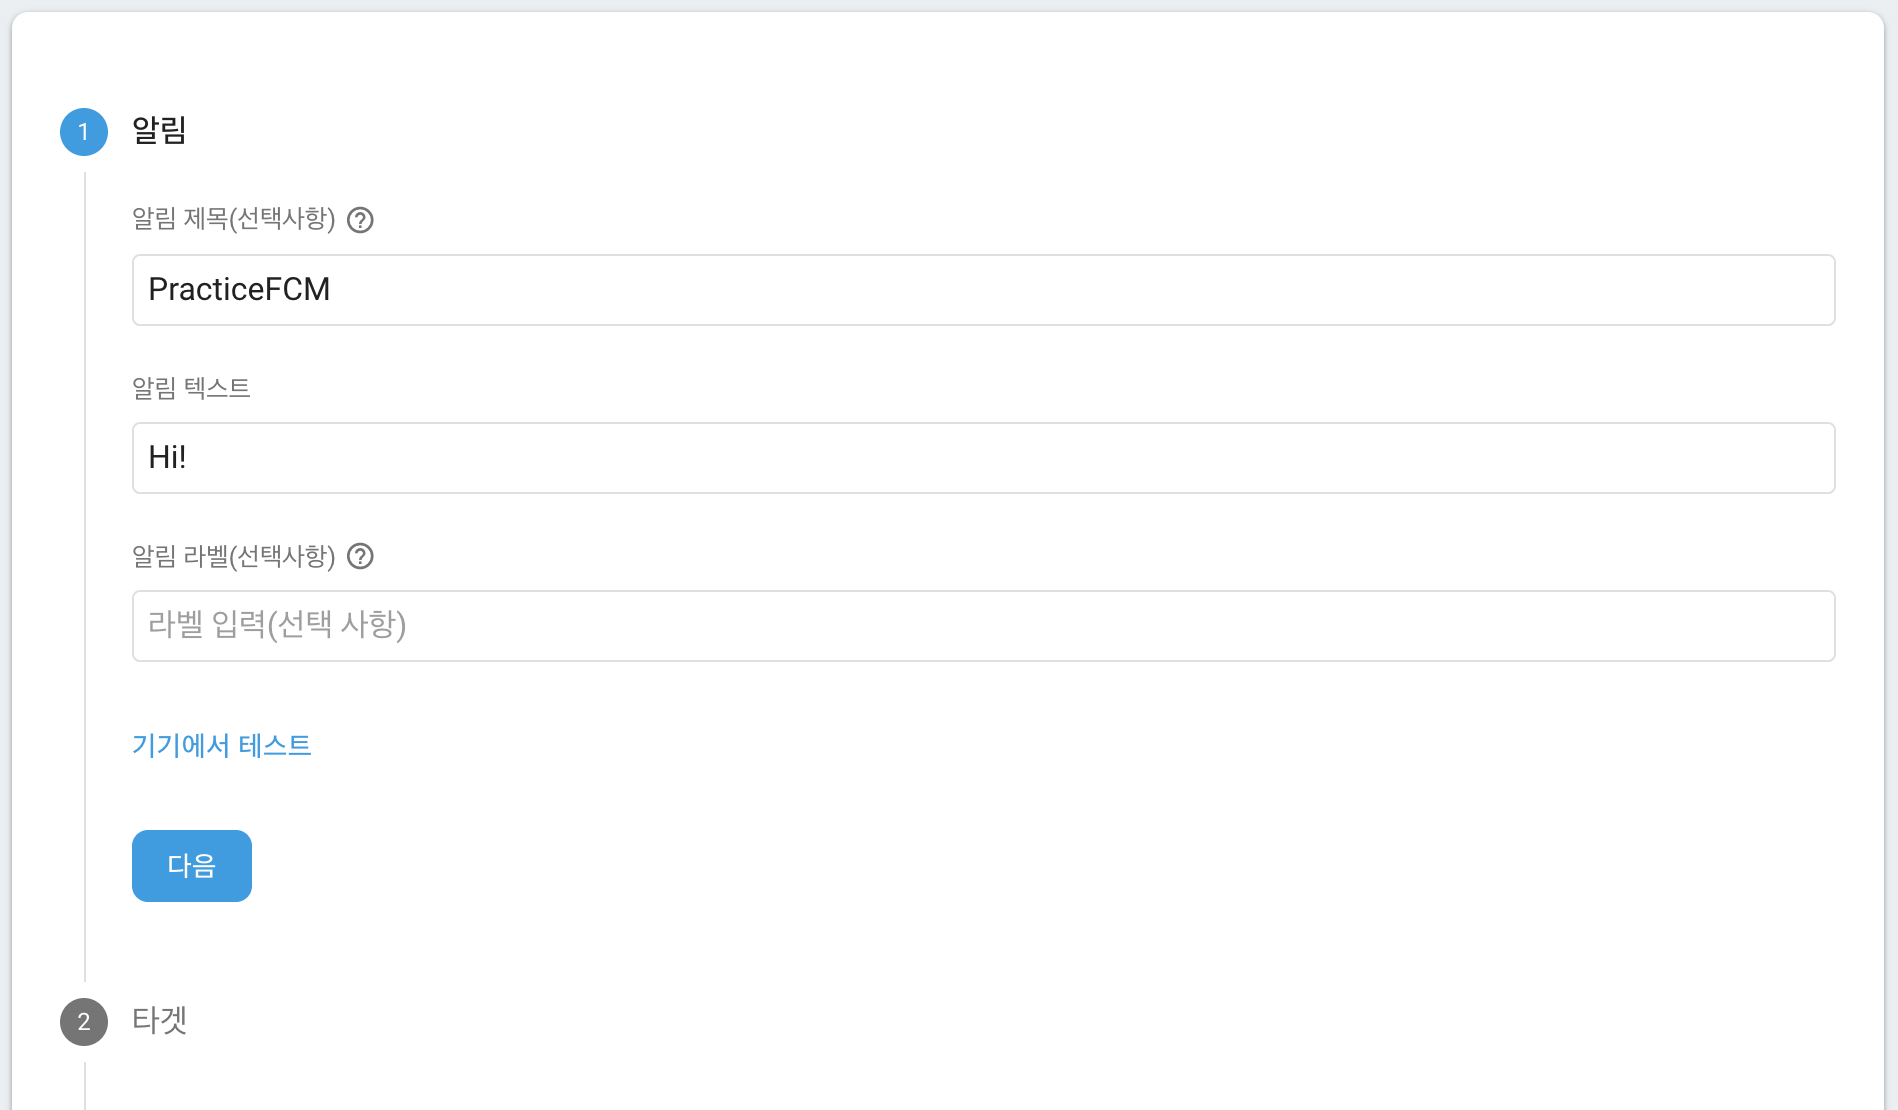 1 알림
알림 제목(선택사항) ?
PracticeFCM
알림 텍스트
Hi!
알림 라벨(선택사항) ?
라벨 입력(선택 사항)
기기에서 테스트
다음
2 타겟